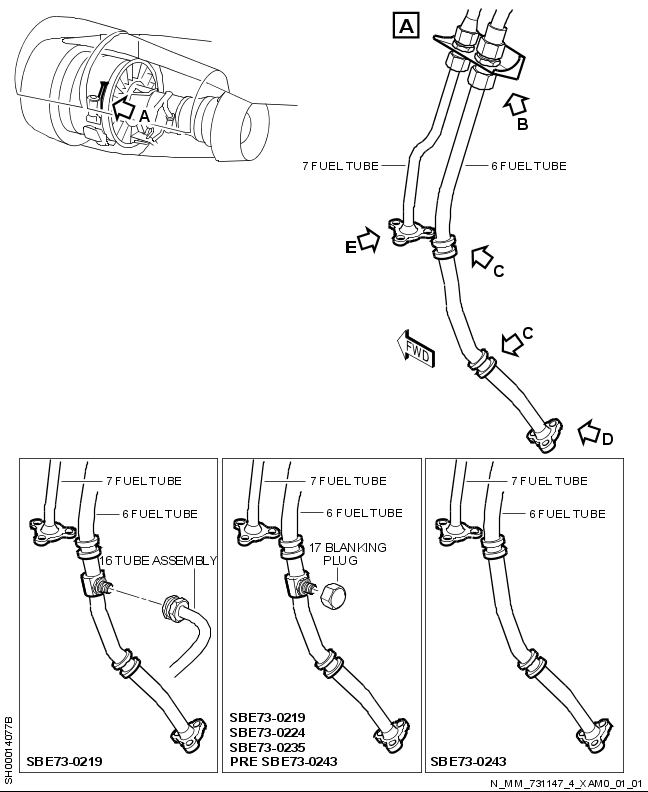 A
A
B
7 FUEL TUBE
6 FUEL TUBE
E
C
C
FWD
D
7 FUEL TUBE
6 FUEL TUBE
16 TUBE ASSEMBLY
SBE73-0219
7 FUEL TUBE
6 FUEL TUBE
17 BLANKING
PLUG
SBE73-0219
SBE73-0224
SBE73-0235
PRE SBE73-0243
7 FUEL TUBE
6 FUEL TUBE
SBE73-0243
SH00014077B
N_MM_731147_4_XAM0_01_01